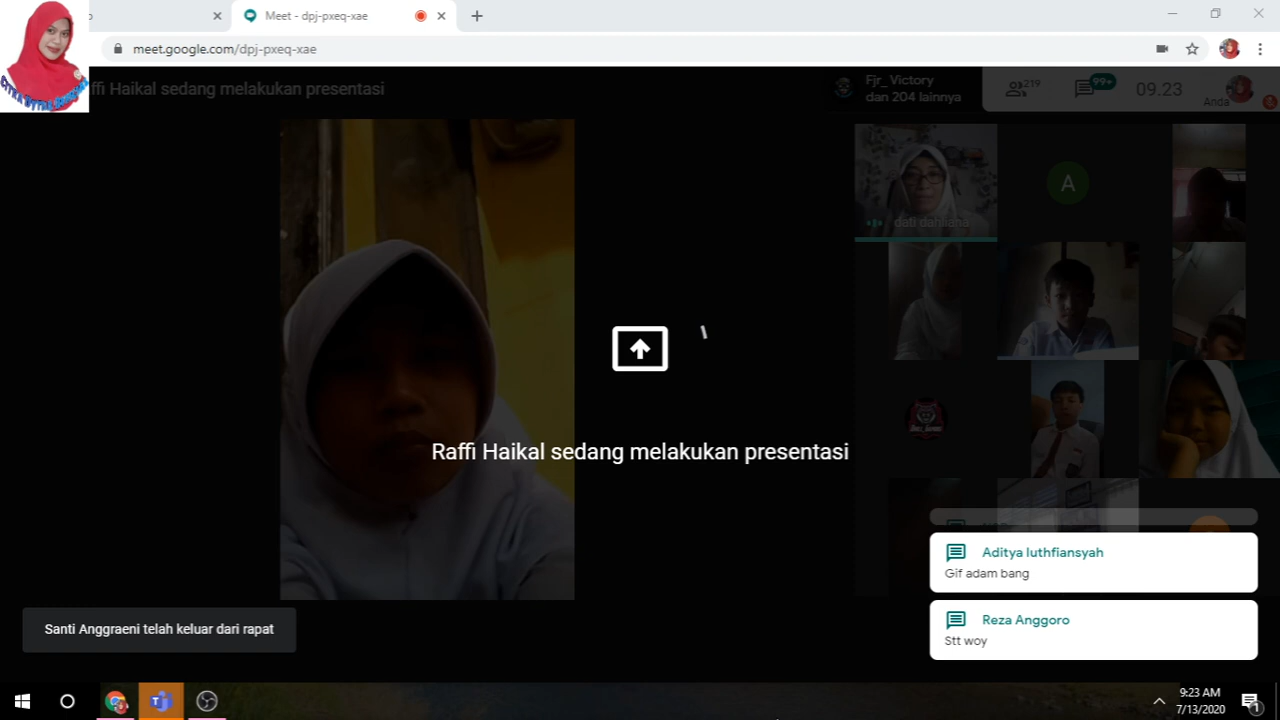 Meet - dpj-pxeq-xae
meet.google.com/dpj-pxeq-xae
ffi Haikal sedang melakukan presentasi
Fjr_Victory
dan 204 lainnya
219
99+
09.23
Anda
dati dahliana
A
Raffi Haikal sedang melakukan presentasi
Aditya luthfiansyah
Gif adam bang
Reza Anggoro
Stt woy
Santi Anggraeni telah keluar dari rapat
9:23 AM
7/13/2020
1